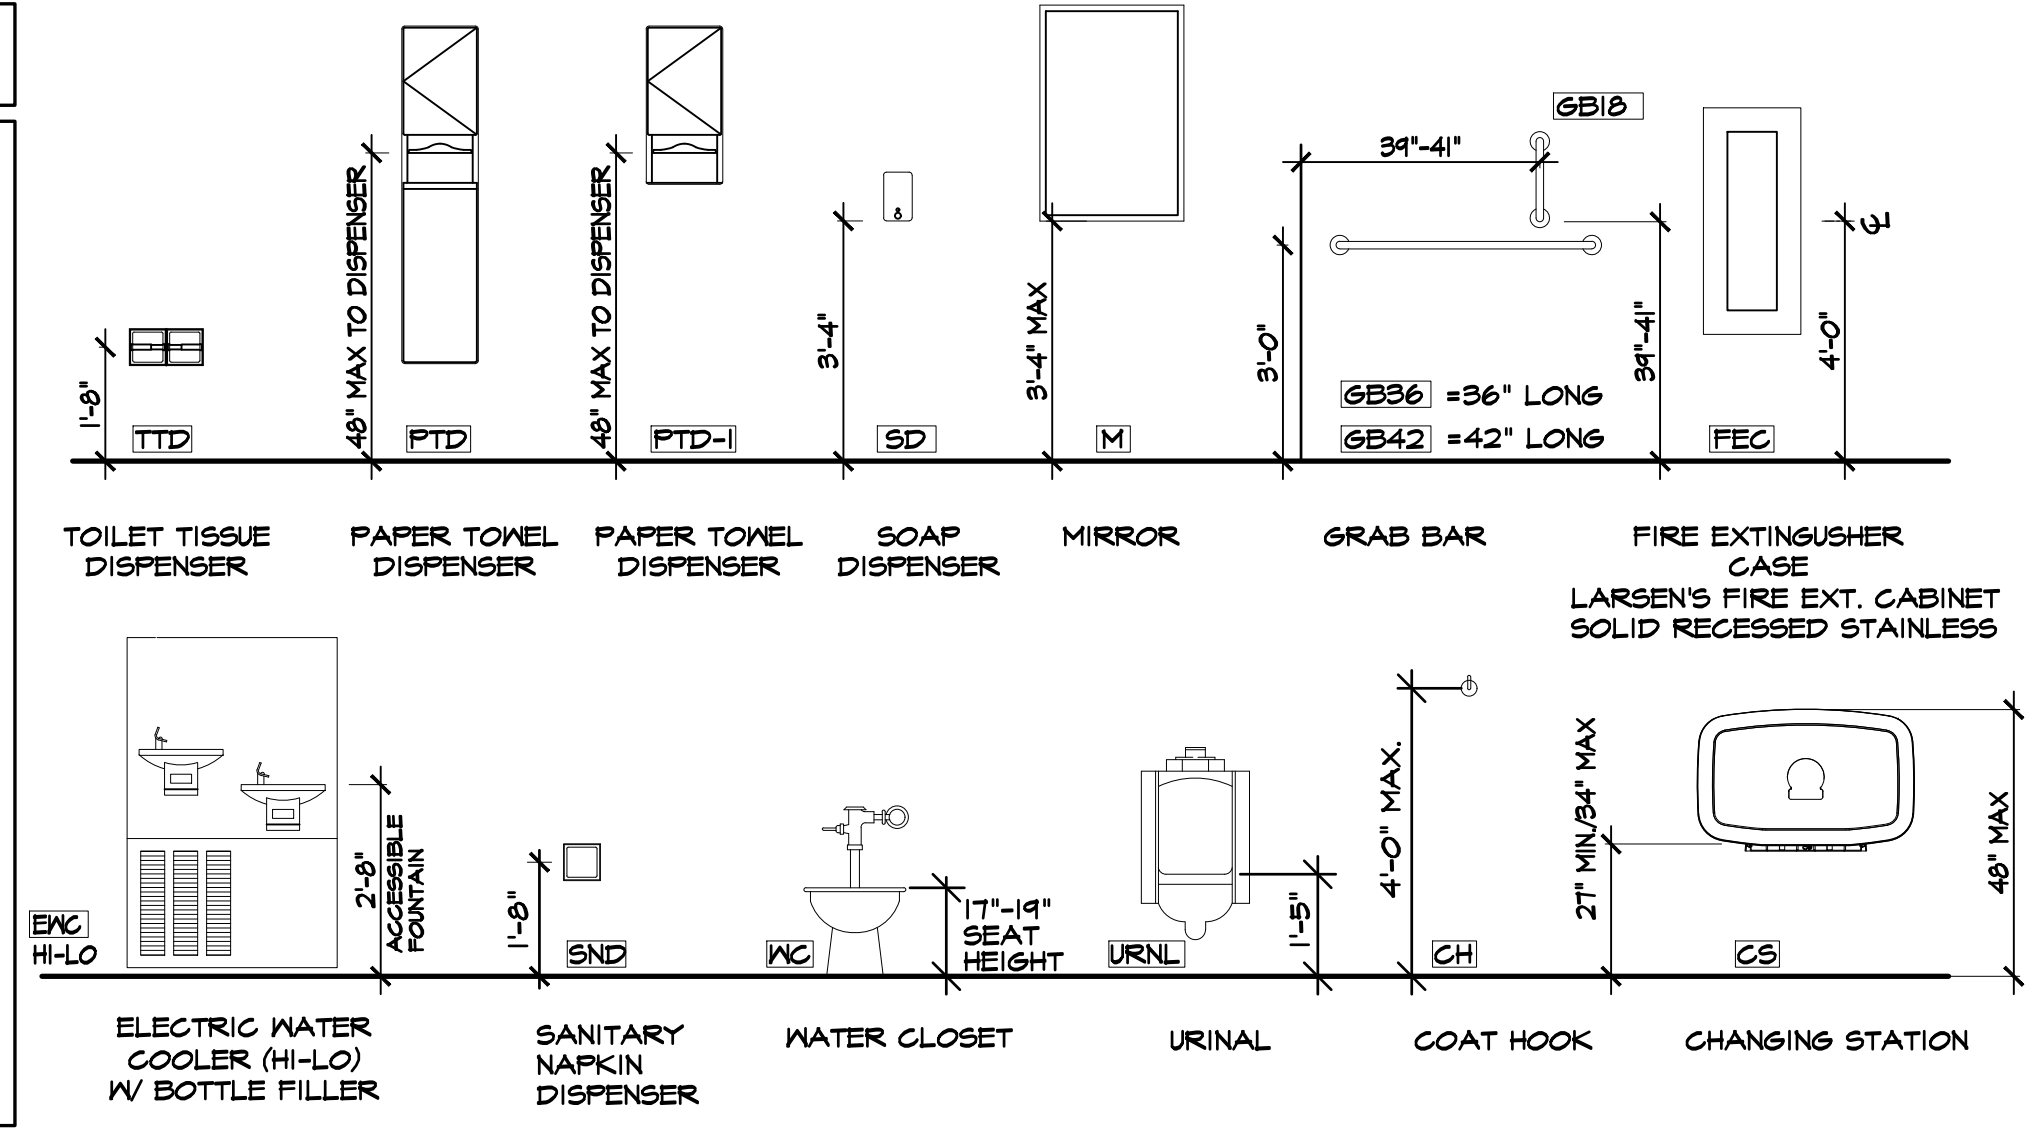 GB18
39"-41"
1'-8"
TTD
48" MAX TO DISPENSER
PTD
48" MAX TO DISPENSER
PTD-1
3'-4"
SD
3'-4" MAX
M
3'-0"
GB36 =36" LONG
GB42 =42" LONG
39"-41"
FEC
4'-0"
TOILET TISSUE
DISPENSER
PAPER TOWEL
DISPENSER
PAPER TOWEL
DISPENSER
SOAP
DISPENSER
MIRROR
GRAB BAR
FIRE EXTINGUSHER
CASE
LARSEN'S FIRE EXT. CABINET
SOLID RECESSED STAINLESS
EWC
HI-LO
2'-8"
ACCESSIBLE
FOUNTAIN
1'-8"
SND
WC
17"-19"
SEAT
HEIGHT
URNL
1'-5"
4'-0" MAX.
CH
27" MIN./34" MAX
CS
48" MAX
ELECTRIC WATER
COOLER (HI-LO)
W/ BOTTLE FILLER
SANITARY
NAPKIN
DISPENSER
WATER CLOSET
URINAL
COAT HOOK
CHANGING STATION